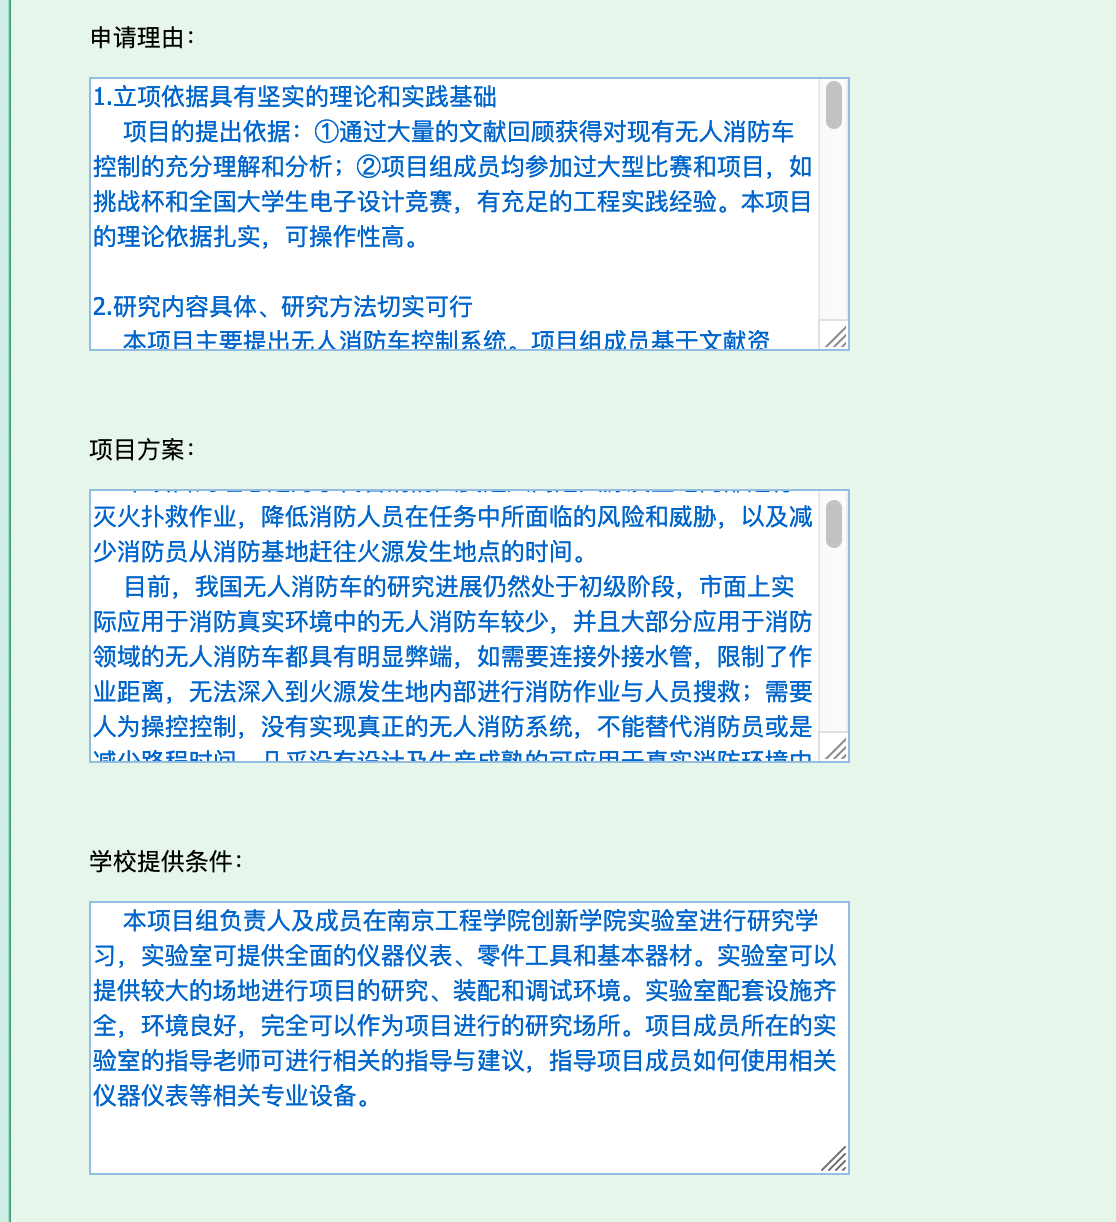 申请理由：
1.立项依据具有坚实的理论和实践基础
项目的提出依据：①通过大量的文献回顾获得对现有无人消防车
控制的充分理解和分析；②项目组成员均参加过大型比赛和项目，如
挑战杯和全国大学生电子设计竞赛，有充足的工程实践经验。本项目
的理论依据扎实，可操作性高。
2.研究内容具体、研究方法切实可行
本项目主要提出无人消防车控制系统。项目组成员基于文献资
项目方案：
灭火扑救作业，降低消防人员在任务中所面临的风险和威胁，以及减
少消防员从消防基地赶往火源发生地点的时间。
目前，我国无人消防车的研究进展仍然处于初级阶段，市面上实
际应用于消防真实环境中的无人消防车较少，并且大部分应用于消防
领域的无人消防车都具有明显弊端，如需要连接外接水管，限制了作
业距离，无法深入到火源发生地内部进行消防作业与人员搜救；需要
人为操控控制，没有实现真正的无人消防系统，不能替代消防员或是
减少路程时间。几乎没有设计及生产成熟的可应用于真实消防环境中
学校提供条件：
本项目组负责人及成员在南京工程学院创新学院实验室进行研究学
习，实验室可提供全面的仪器仪表、零件工具和基本器材。实验室可以
提供较大的场地进行项目的研究、装配和调试环境。实验室配套设施齐
全，环境良好，完全可以作为项目进行的研究场所。项目成员所在的实
验室的指导老师可进行相关的指导与建议，指导项目成员如何使用相关
仪器仪表等相关专业设备。